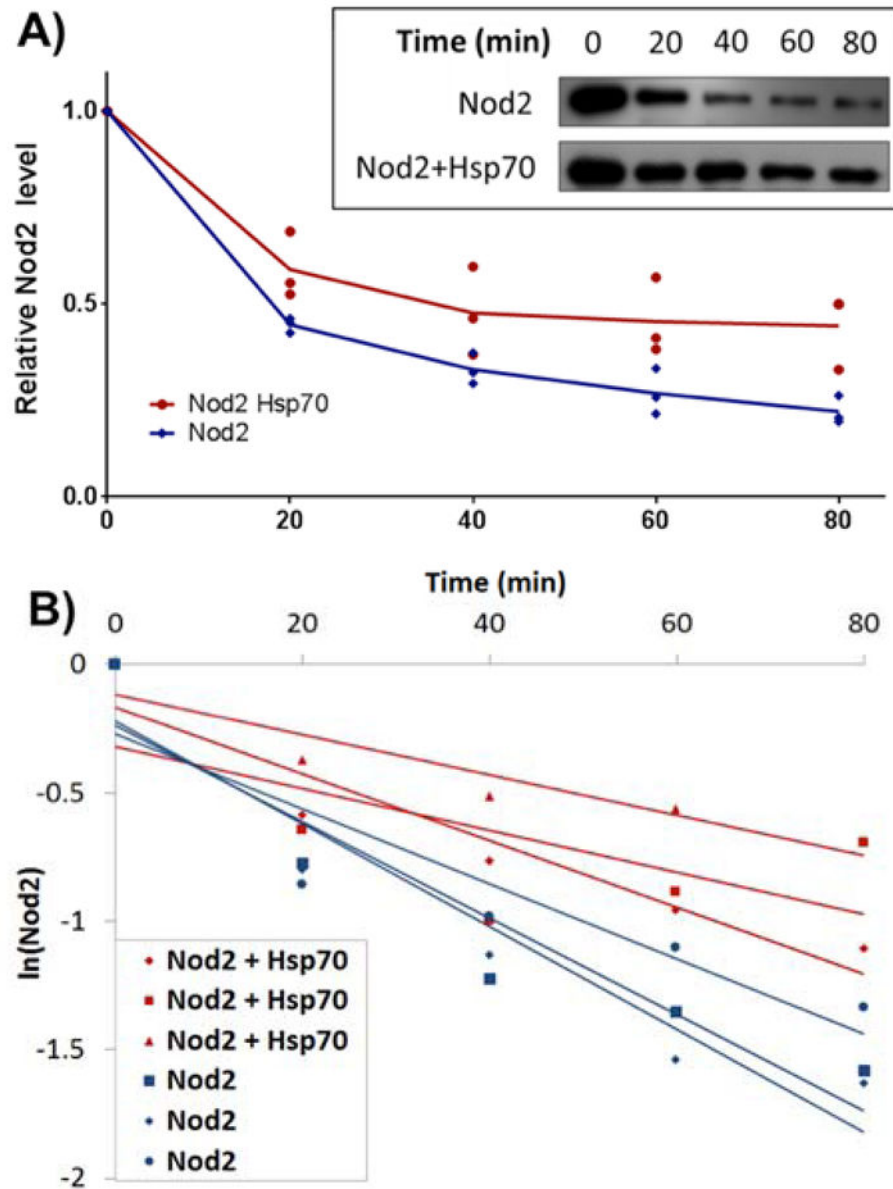 A)
Time (min) 0 20 40 60 80
Nod2
Nod2+Hsp70
Relative Nod2 level
1.0
0.5
0.0
Nod2 Hsp70
Nod2
0 20 40 60 80
Time (min)
B)
0 20 40 60 80
ln(Nod2)
0
-0.5
-1
-1.5
-2
Nod2 + Hsp70
Nod2 + Hsp70
Nod2 + Hsp70
Nod2
Nod2
Nod2